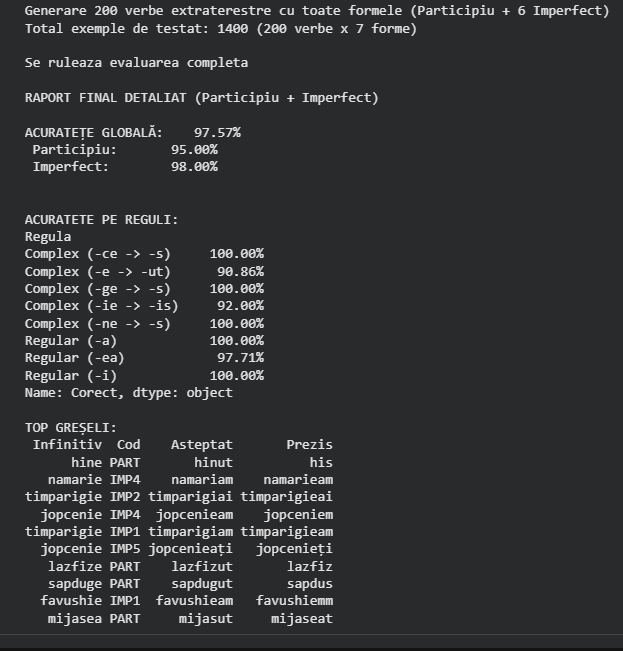 Generare 200 verbe extraterestre cu toate formele (Participiu + 6 Imperfect)
Total exemple de testat: 1400 (200 verbe x 7 forme)
Se ruleaza evaluarea completa
RAPORT FINAL DETALIAT (Participiu + Imperfect)
ACURATEȚE GLOBALĂ: 97.57%
Participiu: 95.00%
Imperfect: 98.00%
ACURATETE PE REGULI:
Regula
Complex (-ce -> -s) 100.00%
Complex (-e -> -ut) 90.86%
Complex (-ge -> -s) 100.00%
Complex (-ie -> -is) 92.00%
Complex (-ne -> -s) 100.00%
Regular (-a) 100.00%
Regular (-ea) 97.71%
Regular (-i) 100.00%
Name: Corect, dtype: object
TOP GREȘELI:
Infinitiv Cod Asteptat Prezis
hine PART hinut his
namarie IMP4 namariam namarieam
timparigie IMP2 timparigiai timparigieai
jopcenie IMP4 jopcenieam jopceniem
timparigie IMP1 timparigiam timparigieam
jopcenie IMP5 jopcenieați jopcenieți
lazfize PART lazfizut lazfiz
sapduge PART sapdugut sapdus
favushie IMP1 favushieam favushiemm
mijasea PART mijasut mijaseat